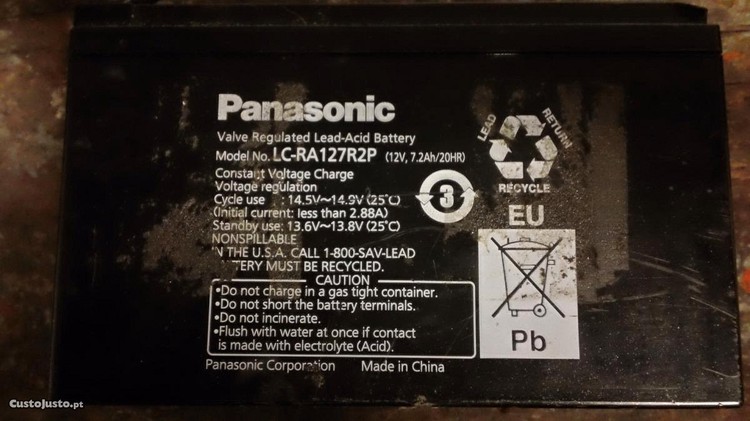 Panasonic
Valve Regulated Lead-Acid Battery
Model No. LC-RA127R2P (12V, 7.2Ah/20HR)
Constant Voltage Charge
Voltage regulation
Cycle use : 14.5V~14.9V (25°C)
(Initial current: less than 2.88A)
Standby use: 13.6V~13.8V (25°C)
NONSPILLABLE
N THE U.S.A. CALL 1-800-SAV-LEAD
TERY MUST BE RECYCLED.
CAUTION
•Do not charge in a gas tight container.
•Do not short the battery terminals.
•Do not incinerate.
•Flush with water at once if contact
is made with electrolyte (Acid).
Panasonic Corporation Made in China
3
LEAD RETURN
RECYCLE
EU
Pb
CustoJusto.pt